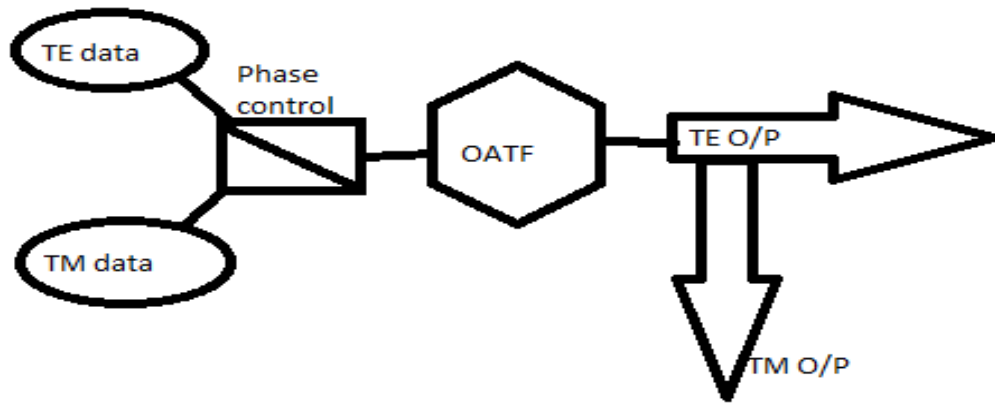 TE data
Phase
control
OATF
TE O/P
TM data
TM O/P